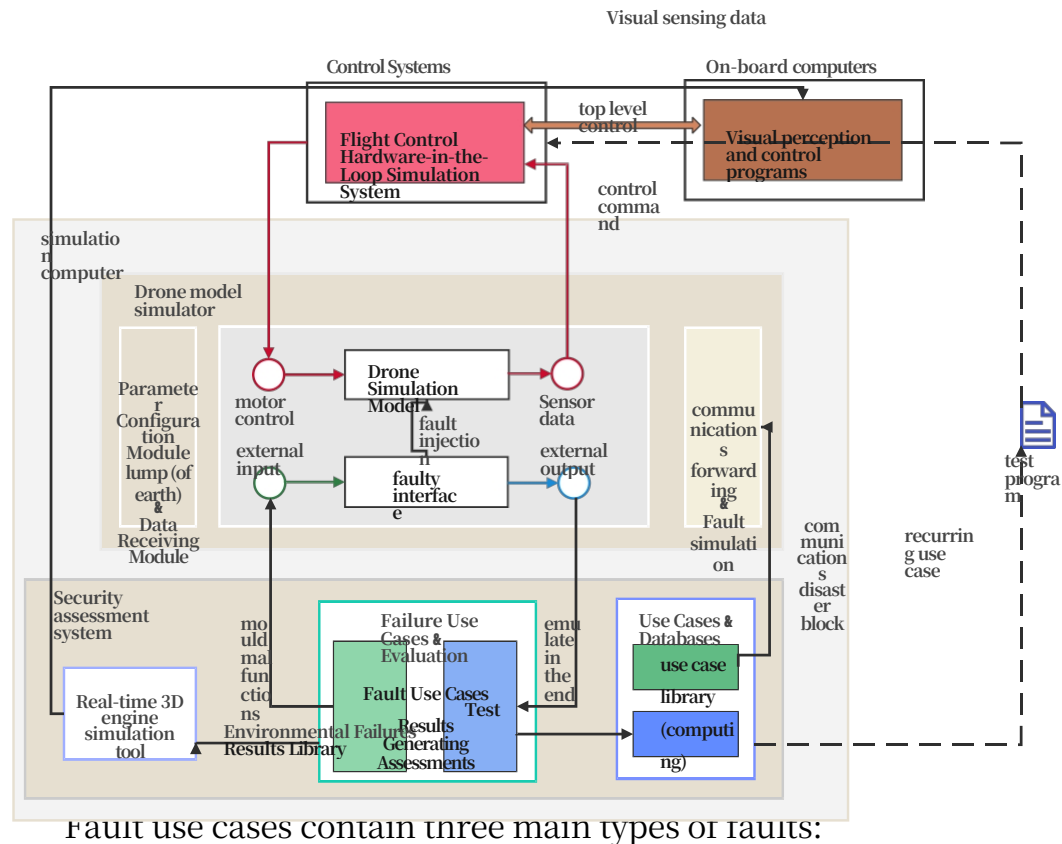 Visual sensing data
Control Systems
On-board computers
top level
control
Flight Control
Hardware-in-the-
Loop Simulation
System
Visual perception
and control
programs
control
comma
nd
simulatio
n
computer
Drone model
simulator
Paramete
r
Configura
tion
Module
lump (of
earth)
&
Data
Receiving
Module
motor
control
Drone
Simulation
Model
Sensor
data
fault
injectio
n
external
input
external
output
faulty
interfac
e
commu
nication
s
forward
ing
&
Fault
simulati
on
test
progra
m
com
muni
cation
s
disast
er
block
recurrin
g use
case
Security
assessment
system
mo
uld
mal
fun
ctio
ns
Failure Use
Cases &
Evaluation
emu
late
in the
end
Use Cases &
Databases
use case
library
Fault Use Cases
Test
Results
Generating
Assessments
(computi
ng)
Real-time 3D
engine
simulation
tool
Environmental Failures
Results Library
Fault use cases contain three main types of faults: